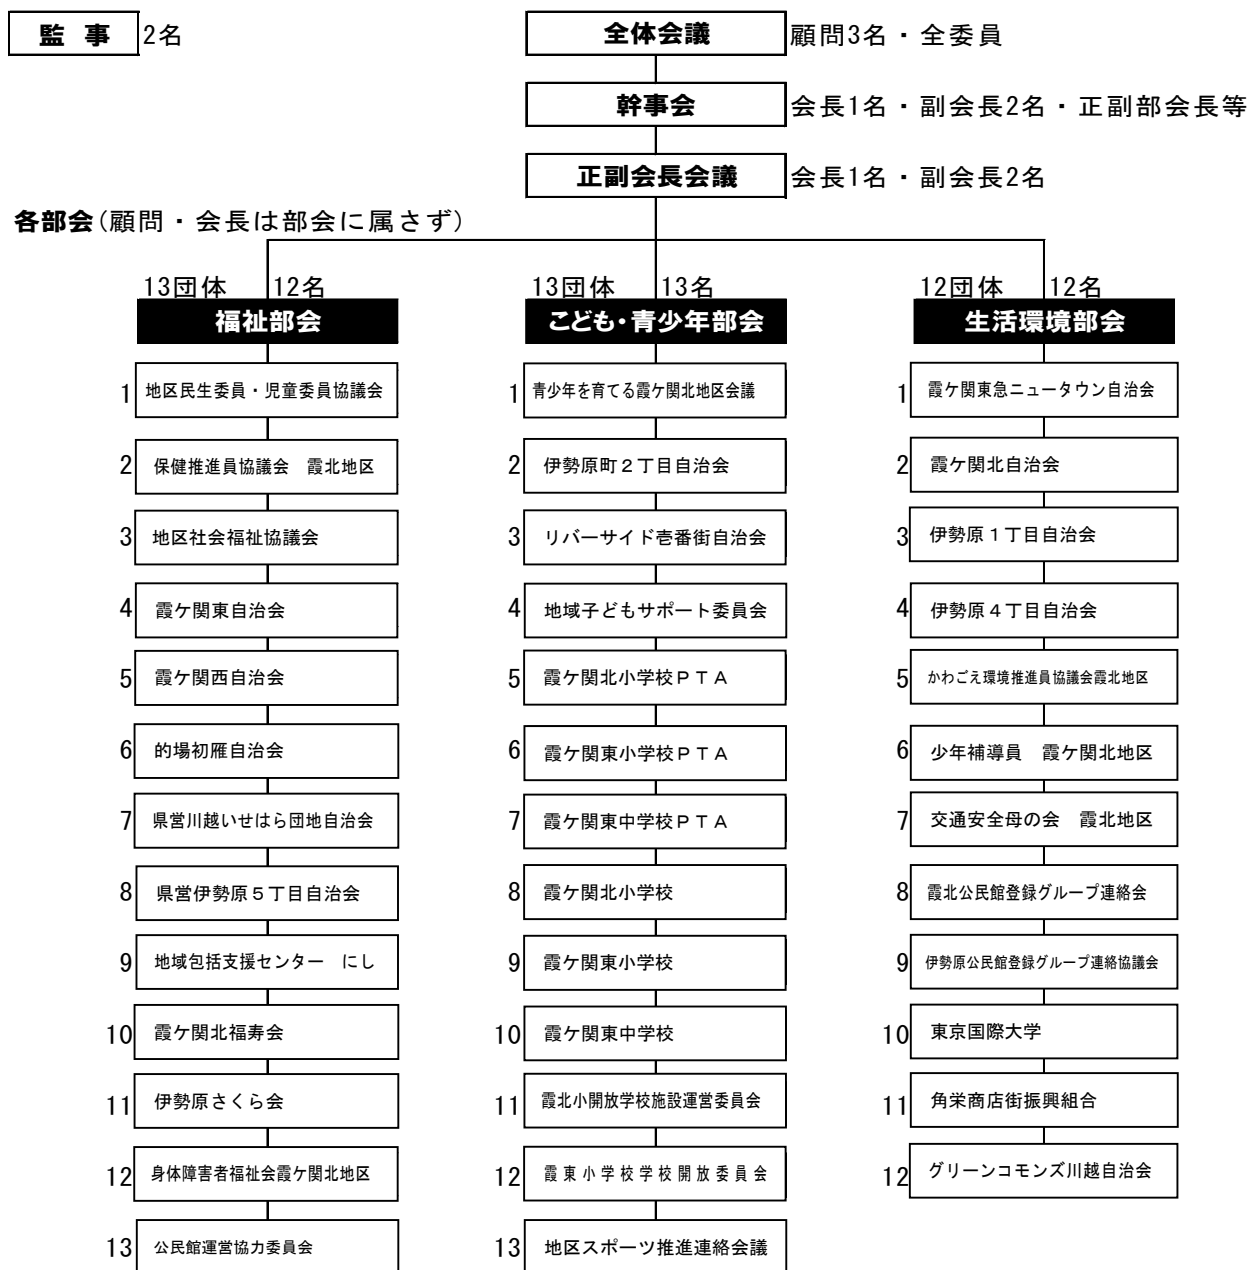 監 事 2名
全体会議 顧問3名・全委員
幹事会 会長1名・副会長2名・正副部会長等
正副会長会議 会長1名・副会長2名
各部会(顧問・会長は部会に属さず)
13団体 12名
福祉部会
1 地区民生委員・児童委員協議会
2 保健推進員協議会 霞北地区
3 地区社会福祉協議会
4 霞ケ関東自治会
5 霞ケ関西自治会
6 的場初雁自治会
7 県営川越いせはら団地自治会
8 県営伊勢原5丁目自治会
9 地域包括支援センター にし
10 霞ケ関北福寿会
11 伊勢原さくら会
12 身体障害者福祉会霞ケ関北地区
13 公民館運営協力委員会
13団体 13名
こども・青少年部会
1 青少年を育てる霞ケ関北地区会議
2 伊勢原町2丁目自治会
3 リバーサイド壱番街自治会
4 地域子どもサポート委員会
5 霞ケ関北小学校PTA
6 霞ケ関東小学校PTA
7 霞ケ関東中学校PTA
8 霞ケ関北小学校
9 霞ケ関東小学校
10 霞ケ関東中学校
11 霞北小開放学校施設運営委員会
12 霞東小学校学校開放委員会
13 地区スポーツ推進連絡会議
12団体 12名
生活環境部会
1 霞ケ関東急ニュータウン自治会
2 霞ケ関北自治会
3 伊勢原1丁目自治会
4 伊勢原4丁目自治会
5 かわごえ環境推進員協議会霞北地区
6 少年補導員 霞ケ関北地区
7 交通安全母の会 霞北地区
8 霞北公民館登録グループ連絡会
9 伊勢原公民館登録グループ連絡協議会
10 東京国際大学
11 角栄商店街振興組合
12 グリーンコモンズ川越自治会